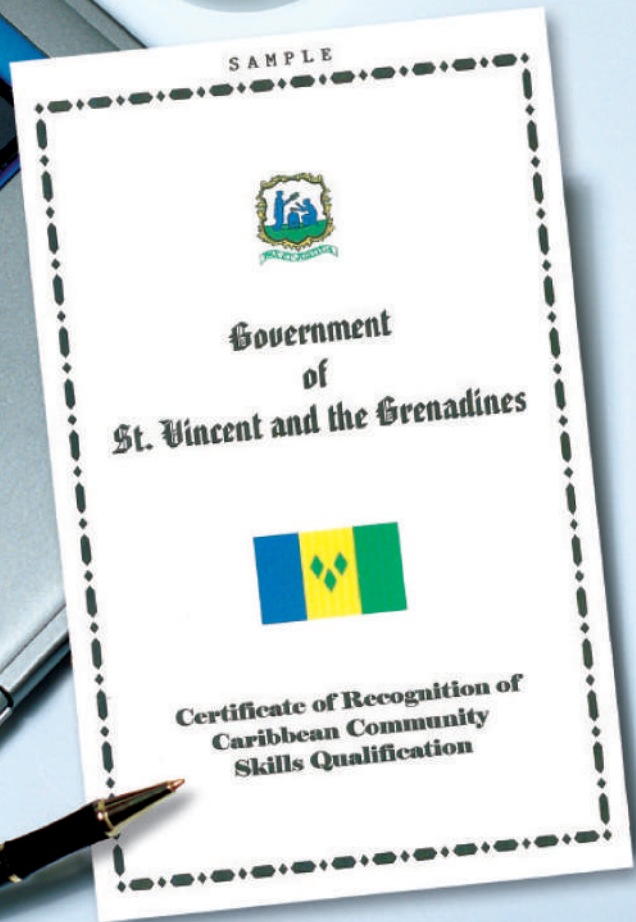 SAMPLE
Government
of
St. Vincent and the Grenadines
Certificate of Recognition of
Caribbean Community
Skills Qualification